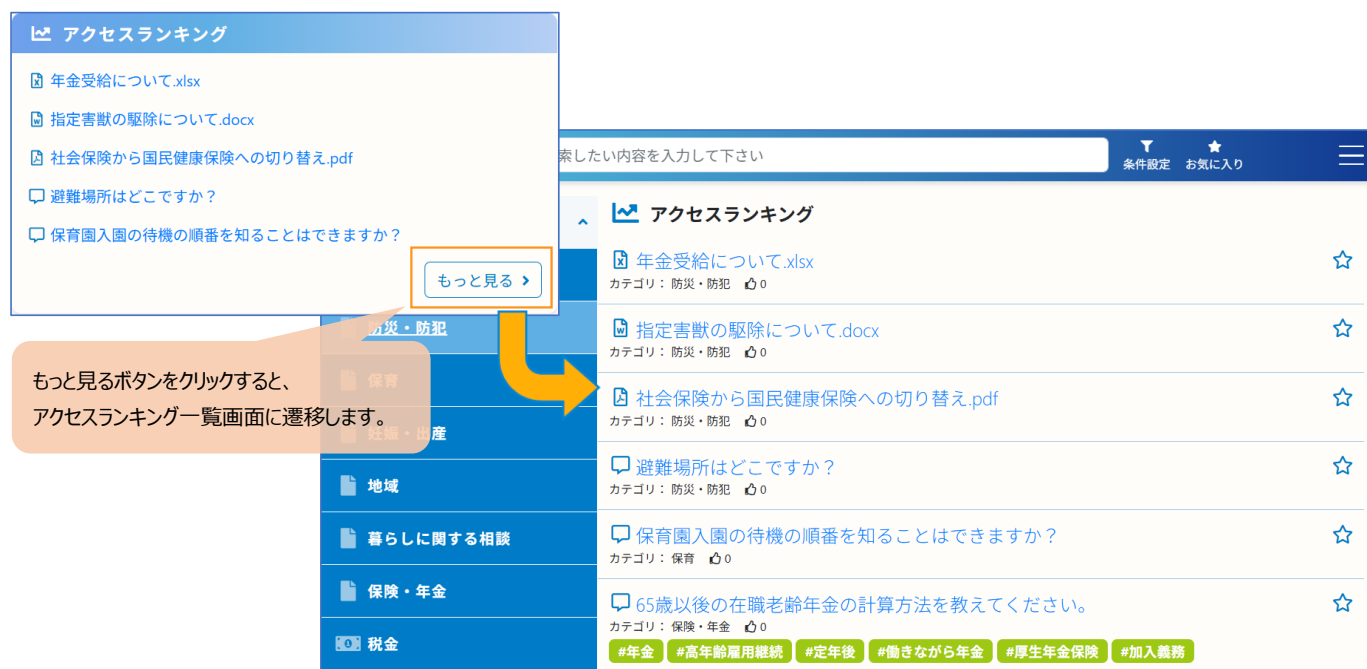 アクセスランキング
年金受給について.xlsx
指定害獣の駆除について.docx
社会保険から国民健康保険への切り替え.pdf
避難場所はどこですか？
保育園入園の待機の順番を知ることはできますか？
もっと見る
もっと見るボタンをクリックすると、
アクセスランキング一覧画面に遷移します。
索したい内容を入力して下さい
条件設定 お気に入り
防災・防犯
保育
妊娠・出産
地域
暮らしに関する相談
保険・年金
税金
アクセスランキング
年金受給について.xlsx
カテゴリ： 防災・防犯 0
指定害獣の駆除について.docx
カテゴリ： 防災・防犯 0
社会保険から国民健康保険への切り替え.pdf
カテゴリ： 防災・防犯 0
避難場所はどこですか？
カテゴリ： 防災・防犯 0
保育園入園の待機の順番を知ることはできますか？
カテゴリ： 保育 0
65歳以後の在職老齢年金の計算方法を教えてください。
カテゴリ： 保険・年金 0
#年金 #高年齢雇用継続 #定年後 #働きながら年金 #厚生年金保険 #加入義務